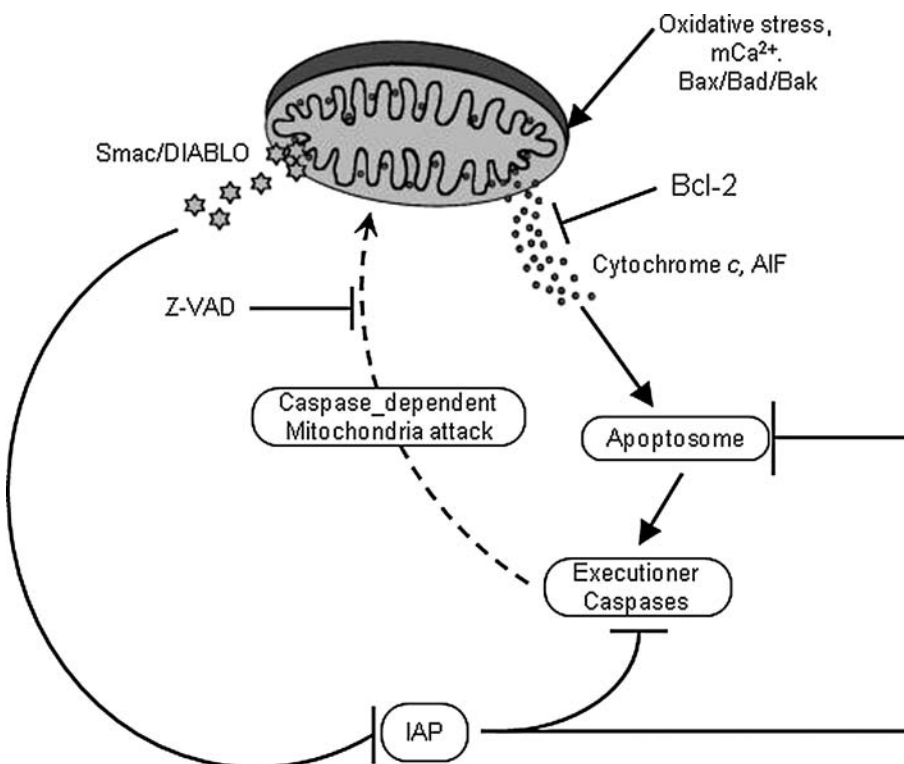 Oxidative stress,
mCa²⁺.
Bax/Bad/Bak
Smac/DIABLO
Bcl-2
Cytochrome c, AIF
Z-VAD
Caspase_dependent
Mitochondria attack
Apoptosome
Executioner
Caspases
IAP